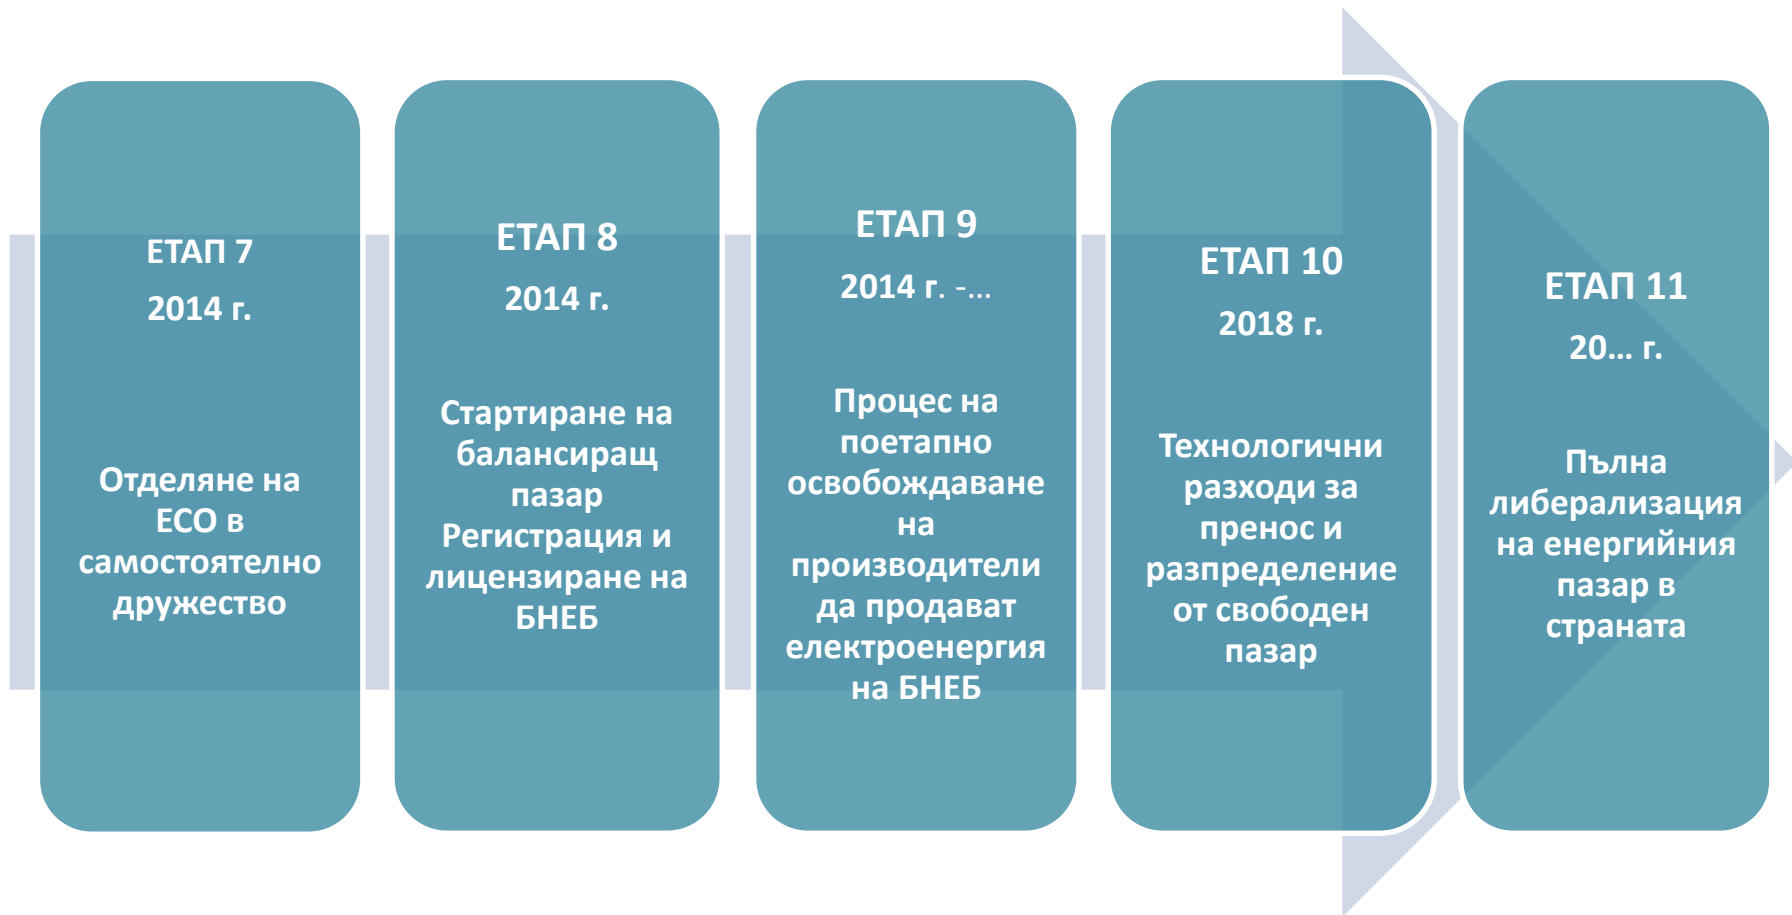 ЕТАП 7
2014 г.
Отделяне на
ЕСО в
самостоятелно
дружество
ЕТАП 8
2014 г.
Стартиране на
балансиращ
пазар
Регистрация и
лицензиране на
БНЕБ
ЕТАП 9
2014 г. -...
Процес на
поетапно
освобождаване
на
производители
да продават
електроенергия
на БНЕБ
ЕТАП 10
2018 г.
Технологични
разходи за
пренос и
разпределение
от свободен
пазар
ЕТАП 11
20... г.
Пълна
либерализация
на енергийния
пазар в
страната